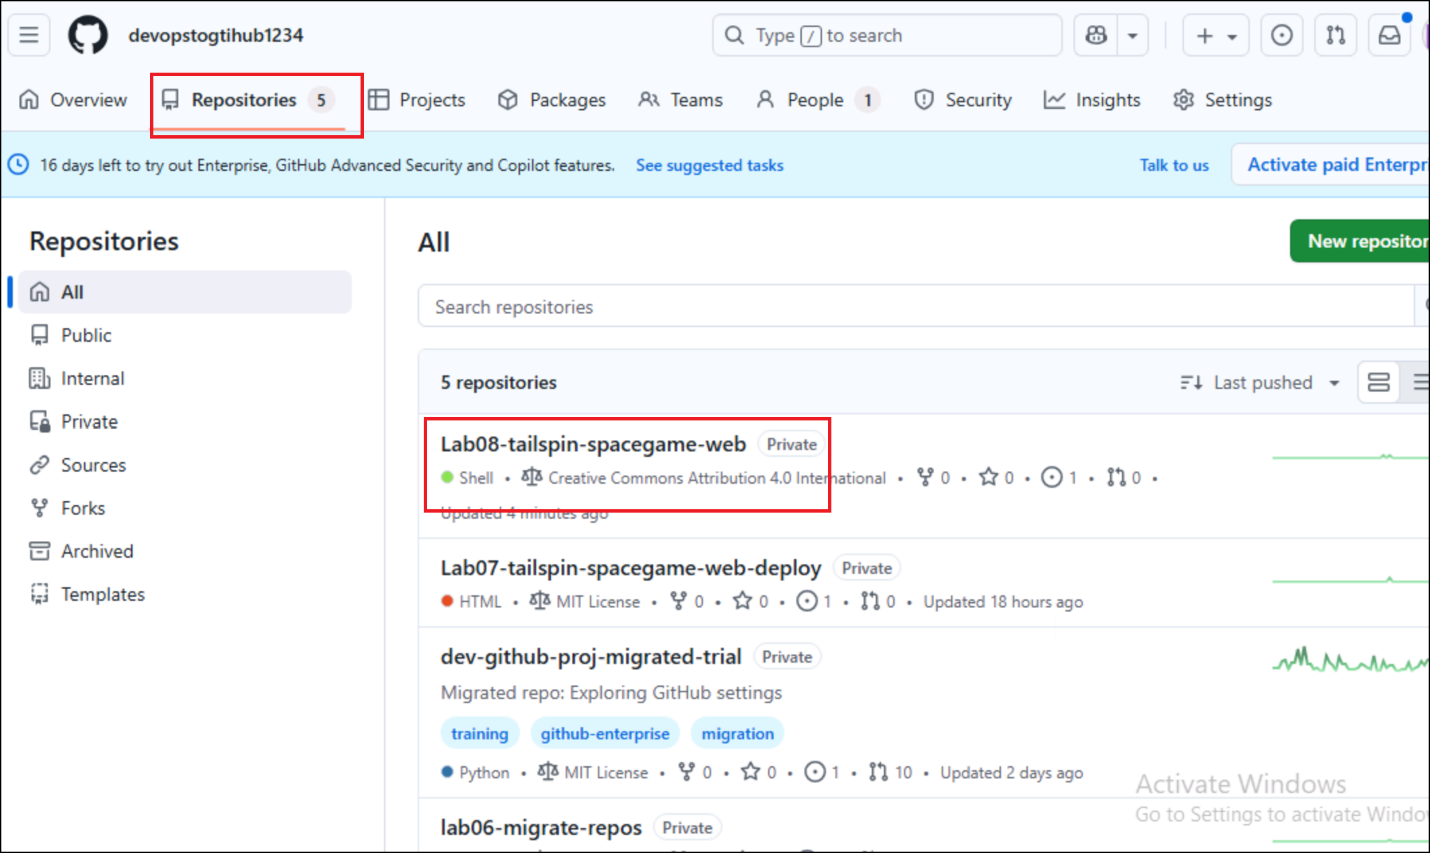 devopstogtihub1234
Type / to search
Overview Repositories 5 Projects Packages Teams People 1 Security Insights Settings
16 days left to try out Enterprise, GitHub Advanced Security and Copilot features. See suggested tasks Talk to us Activate paid Enterpri
Repositories
All
Public
Internal
Private
Sources
Forks
Archived
Templates
All
New repositor
Search repositories
5 repositories Last pushed
Lab08-tailspin-spacegame-web Private
Shell • Creative Commons Attribution 4.0 International • 0 • 0 • 1 • 0 •
Updated 4 minutes ago
Lab07-tailspin-spacegame-web-deploy Private
HTML • MIT License • 0 • 0 • 1 • 0 • Updated 18 hours ago
dev-github-proj-migrated-trial Private
Migrated repo: Exploring GitHub settings
training github-enterprise migration
Python • MIT License • 0 • 0 • 1 • 10 • Updated 2 days ago
lab06-migrate-repos Private
Activate Windows
Go to Settings to activate Windo